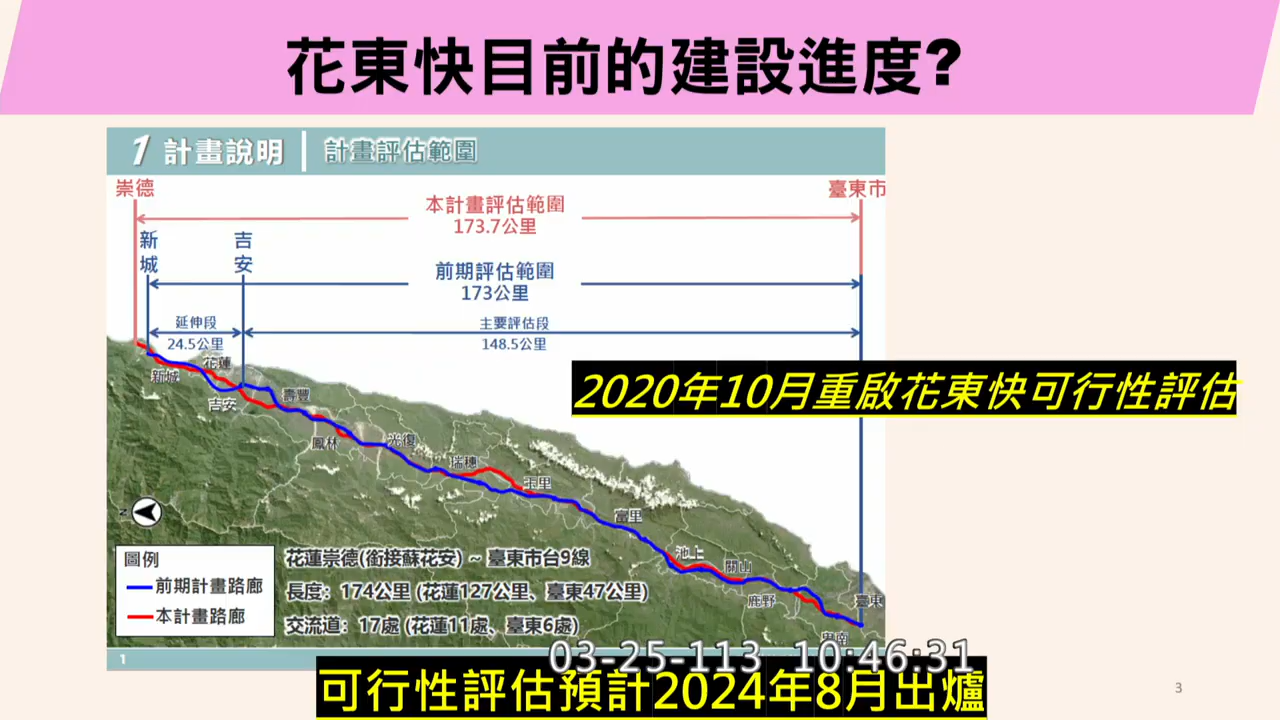 花東快目前的建設進度?
1 計畫說明 計畫評估範圍
崇德
臺東市
本計畫評估範圍
173.7公里
新城
吉安
前期評估範圍
173公里
延伸段
24.5公里
主要評估段
148.5公里
2020年10月重啟花東快可行性評估
花蓮
新城
吉安
壽豐
鳳林
光復
瑞穗
玉里
富里
池上
關山
鹿野
臺東
卑南
N
圖例
前期計畫路廊
本計畫路廊
花蓮崇德(銜接蘇花安) ~ 臺東市台9線
長度：174公里 (花蓮127公里、臺東47公里)
交流道：17處 (花蓮11處、臺東6處)
1
03-25-113 10:46:31
可行性評估預計2024年8月出爐
3